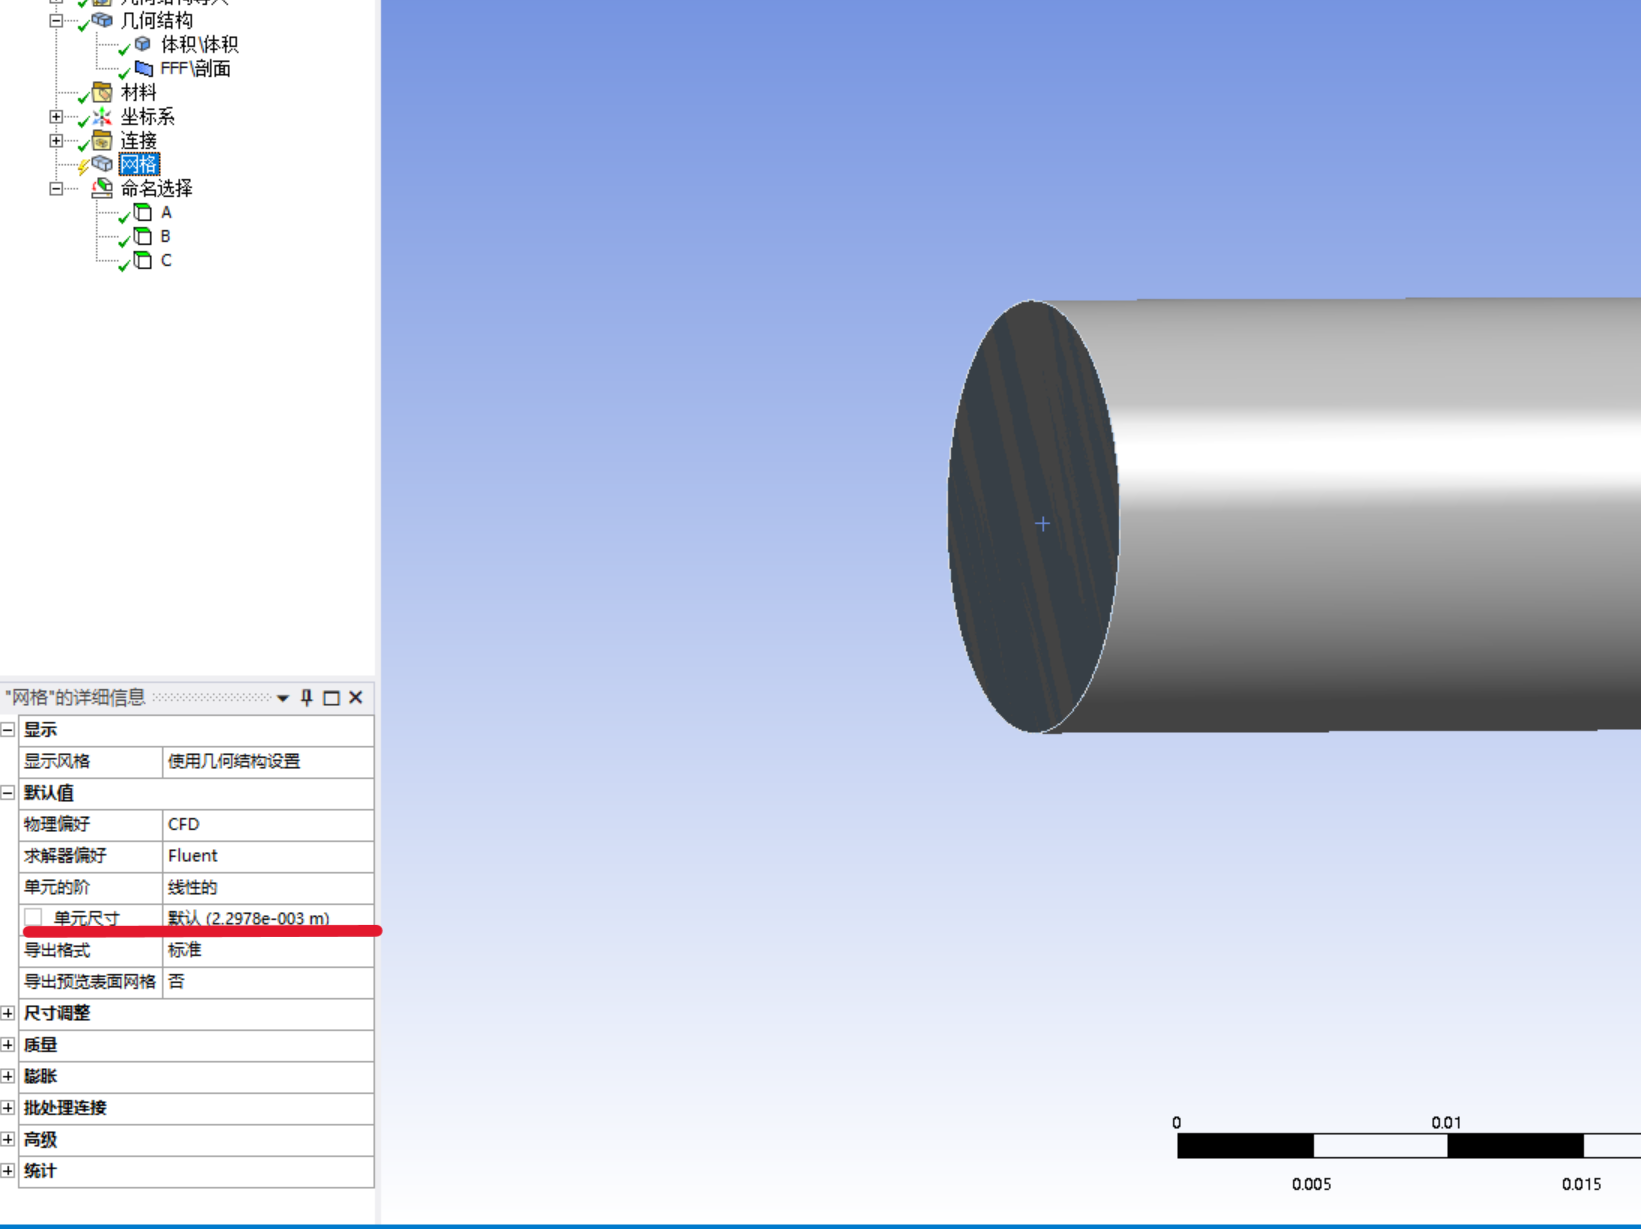 几何结构导入
几何结构
体积\体积
FFF\剖面
材料
坐标系
连接
网格
命名选择
A
B
C
"网格"的详细信息
显示
显示风格 使用几何结构设置
默认值
物理偏好 CFD
求解器偏好 Fluent
单元的阶 线性的
单元尺寸 默认 (2.2978e-003 m)
导出格式 标准
导出预览表面网格 否
尺寸调整
质量
膨胀
批处理连接
高级
统计
0 0.01
0.005 0.015